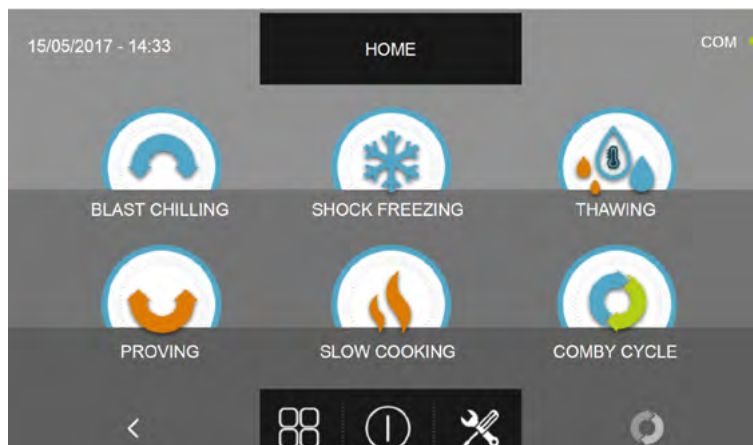 15/05/2017 - 14:33
HOME
COM
BLAST CHILLING
SHOCK FREEZING
THAWING
PROVING
SLOW COOKING
COMBY CYCLE